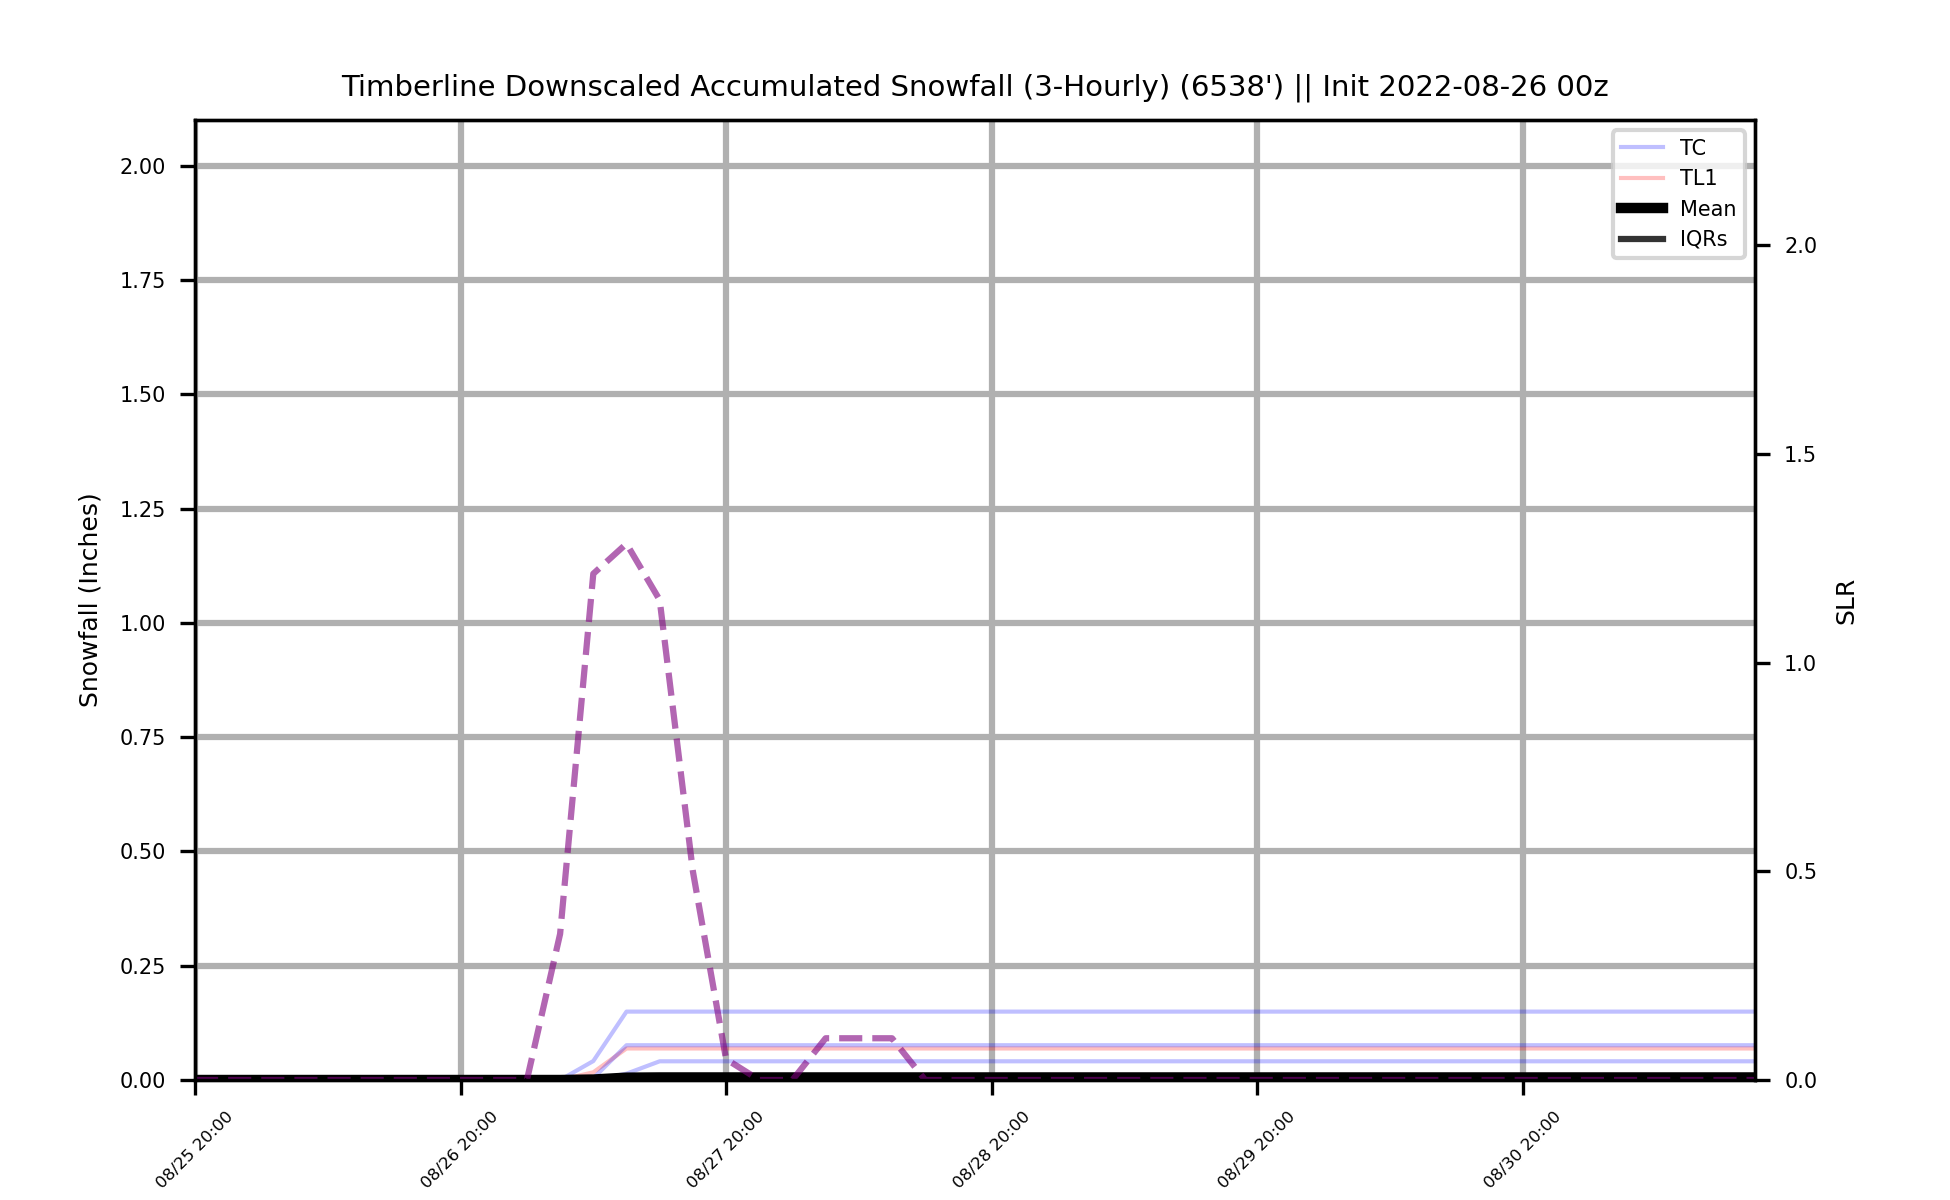 Timberline Downscaled Accumulated Snowfall (3-Hourly) (6538') || Init 2022-08-26 00z
TC
TL1
Mean
IQRs
2.00
1.75
1.50
1.25
1.00
0.75
0.50
0.25
0.00
Snowfall (Inches)
2.0
1.5
1.0
0.5
0.0
SLR
08/25 20:00
08/26 20:00
08/27 20:00
08/28 20:00
08/29 20:00
08/30 20:00